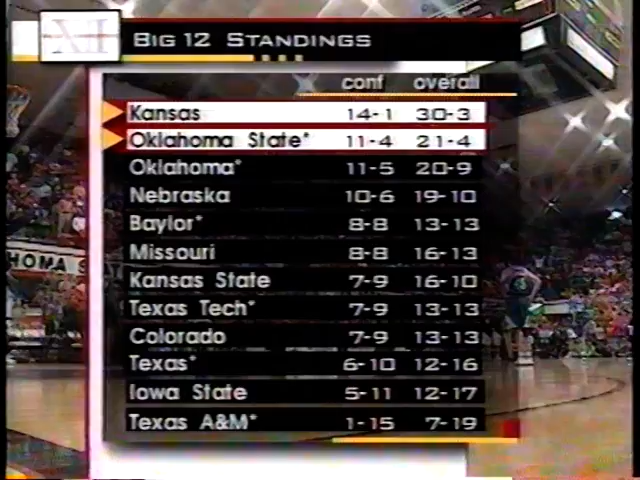 XII
BIG 12 STANDINGS
conf overall
Kansas 14-1 30-3
Oklahoma State* 11-4 21-4
Oklahoma* 11-5 20-9
Nebraska 10-6 19-10
Baylor* 8-8 13-13
Missouri 8-8 16-13
Kansas State 7-9 16-10
Texas Tech* 7-9 13-13
Colorado 7-9 13-13
Texas* 6-10 12-16
Iowa State 5-11 12-17
Texas A&M* 1-15 7-19
HOMA S